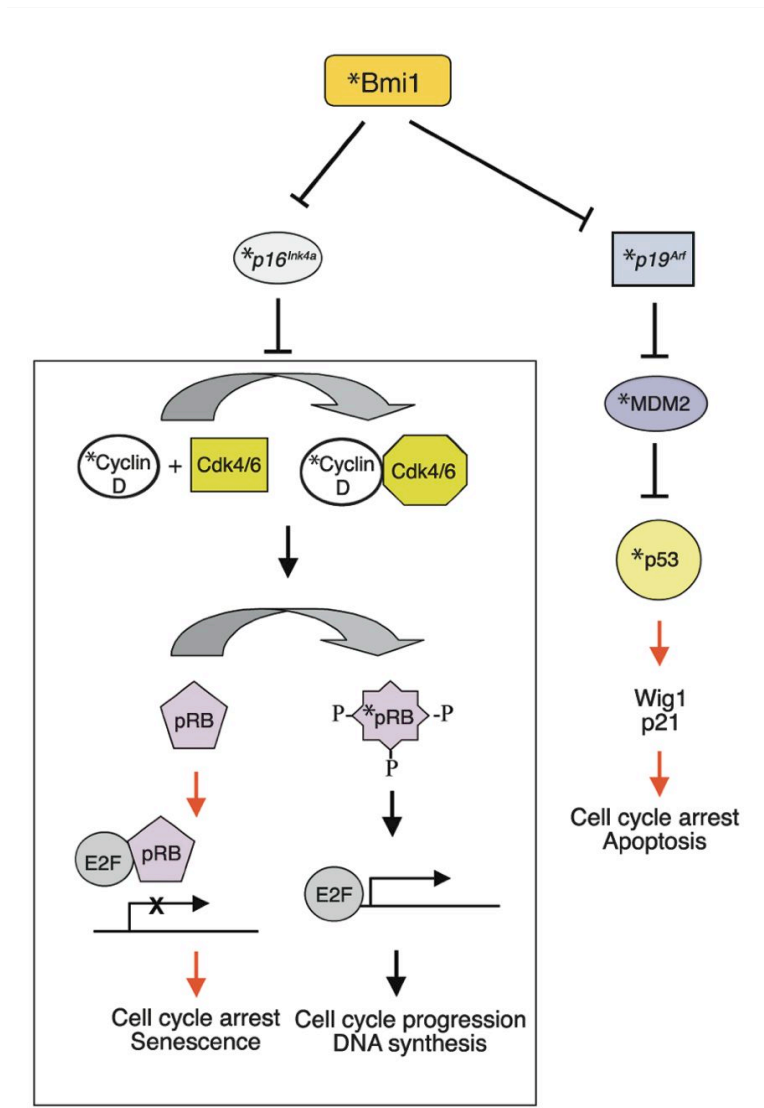 *Bmi1
*p16Ink4a
*p19Arf
*MDM2
*Cyclin
D
+
Cdk4/6
*Cyclin
D
Cdk4/6
*p53
Wig1
p21
Cell cycle arrest
Apoptosis
pRB
P-
*pRB
-P
P
E2F
pRB
X
E2F
Cell cycle arrest
Senescence
Cell cycle progression
DNA synthesis